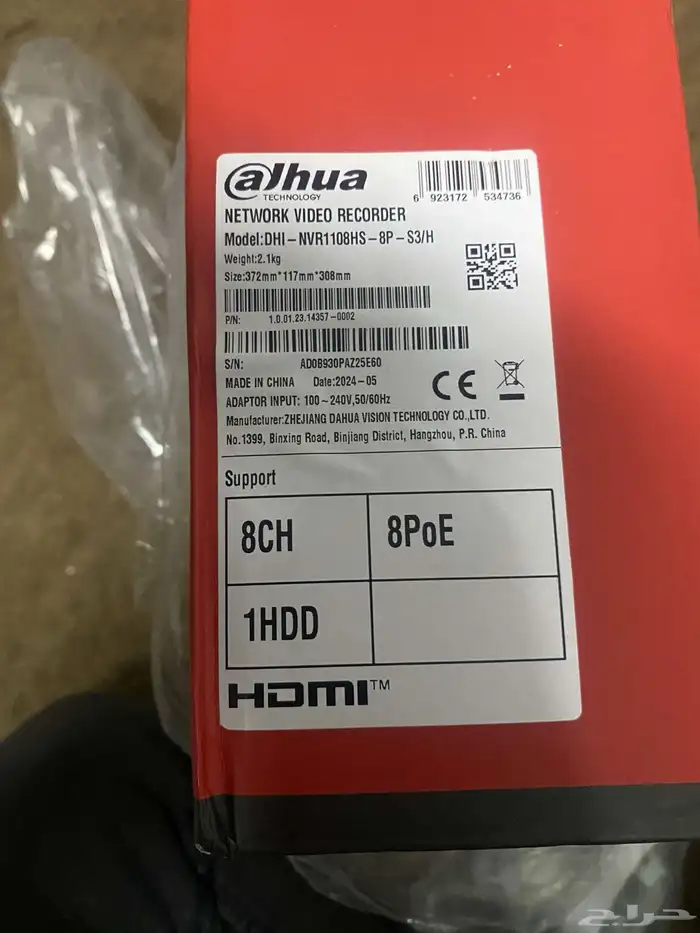 alhua
TECHNOLOGY
6 923172 534736
NETWORK VIDEO RECORDER
Model:DHI-NVR1108HS-8P-S3/H
Weight:2.1kg
Size:372mm*117mm*308mm
P/N: 1.0.01.23.14357-0002
S/N: AD0B930PAZ25E60
MADE IN CHINA Date:2024-05
ADAPTOR INPUT: 100~240V,50/60Hz
Manufacturer:ZHEJIANG DAHUA VISION TECHNOLOGY CO.,LTD.
No.1399, Binxing Road, Binjiang District, Hangzhou, P.R. China
CE
Support
8CH 8PoE
1HDD
HDMI™
حراج